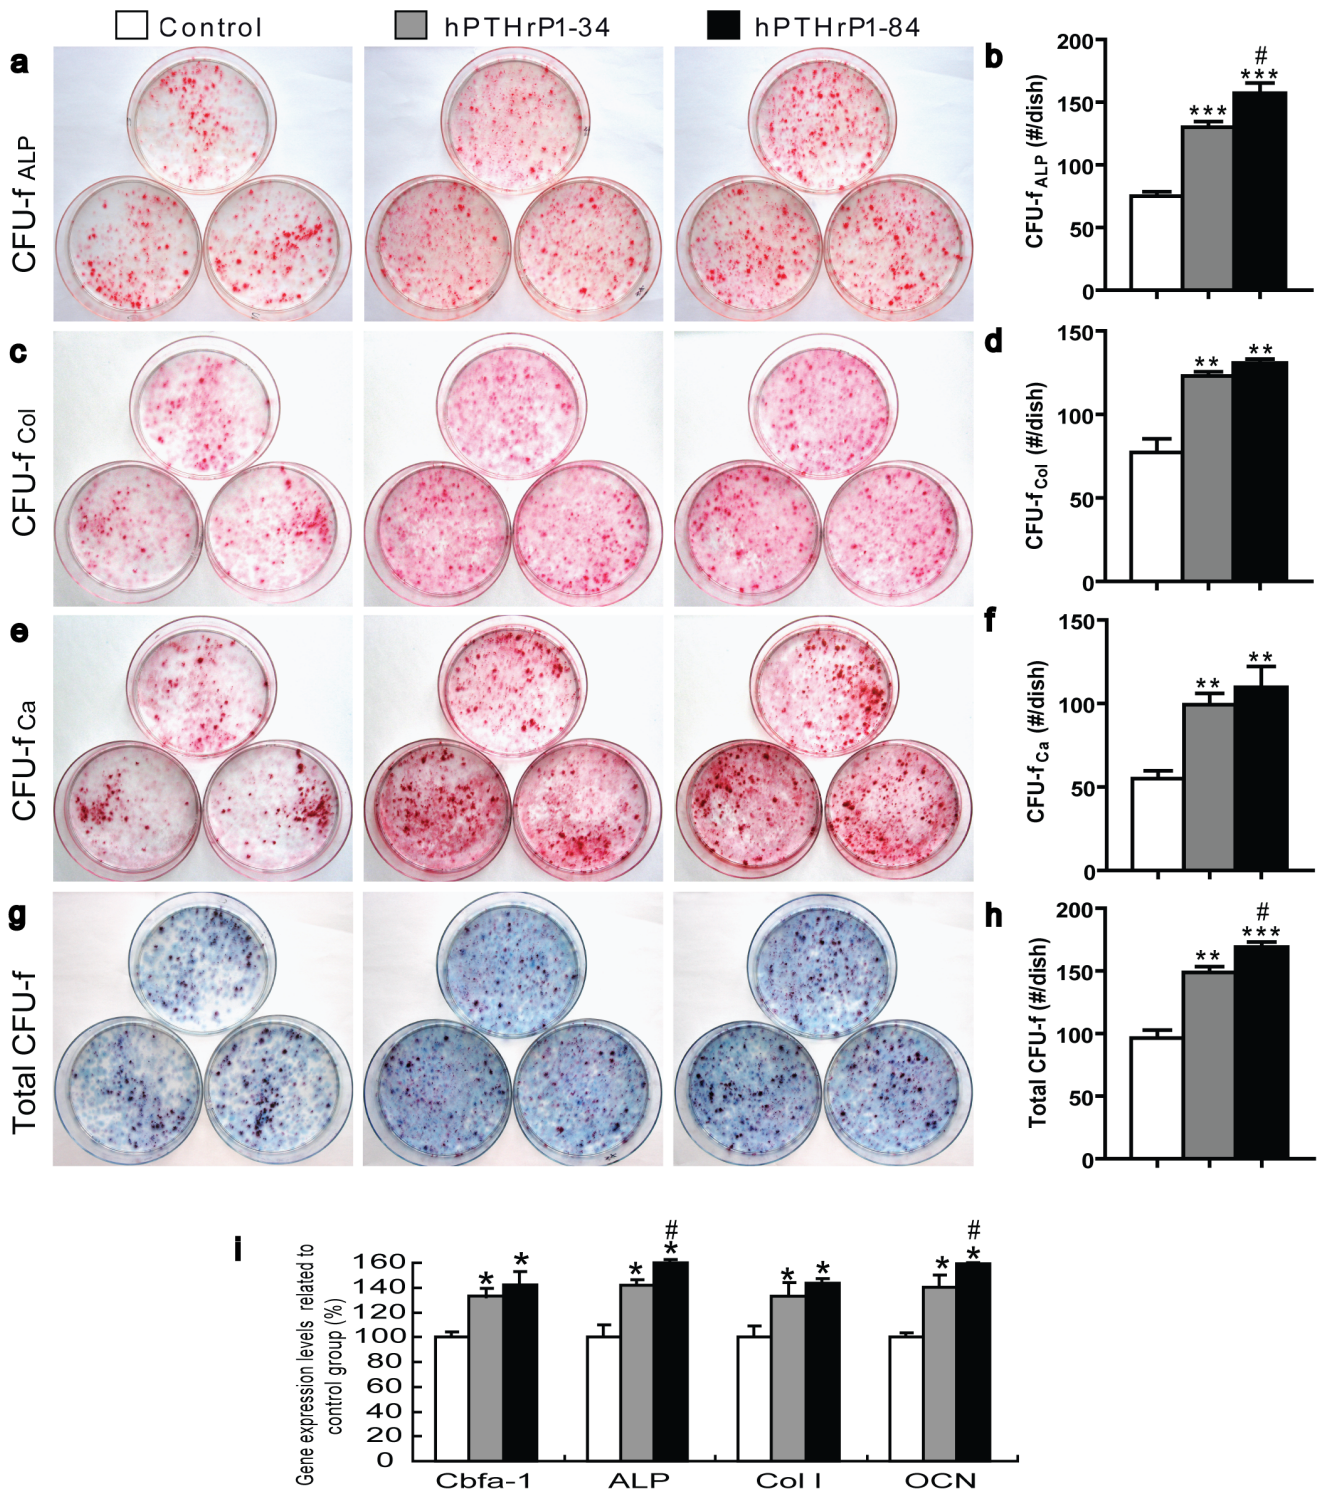 Control hPTHrP1-34 hPTHrP1-84
a
CFU-f ALP
b
CFU-f ALP (#/dish)
200
150
100
50
0
***
#
***
c
CFU-f Col
d
CFU-f Col (#/dish)
150
100
50
0
**
**
e
CFU-f Ca
f
CFU-f Ca (#/dish)
150
100
50
0
**
**
g
Total CFU-f
h
Total CFU-f (#/dish)
200
150
100
50
0
**
#
***
i
Gene expression levels related to
control group (%)
160
140
120
100
80
60
40
20
0
* * * # * * * * # *
Cbfa-1 ALP Col I OCN